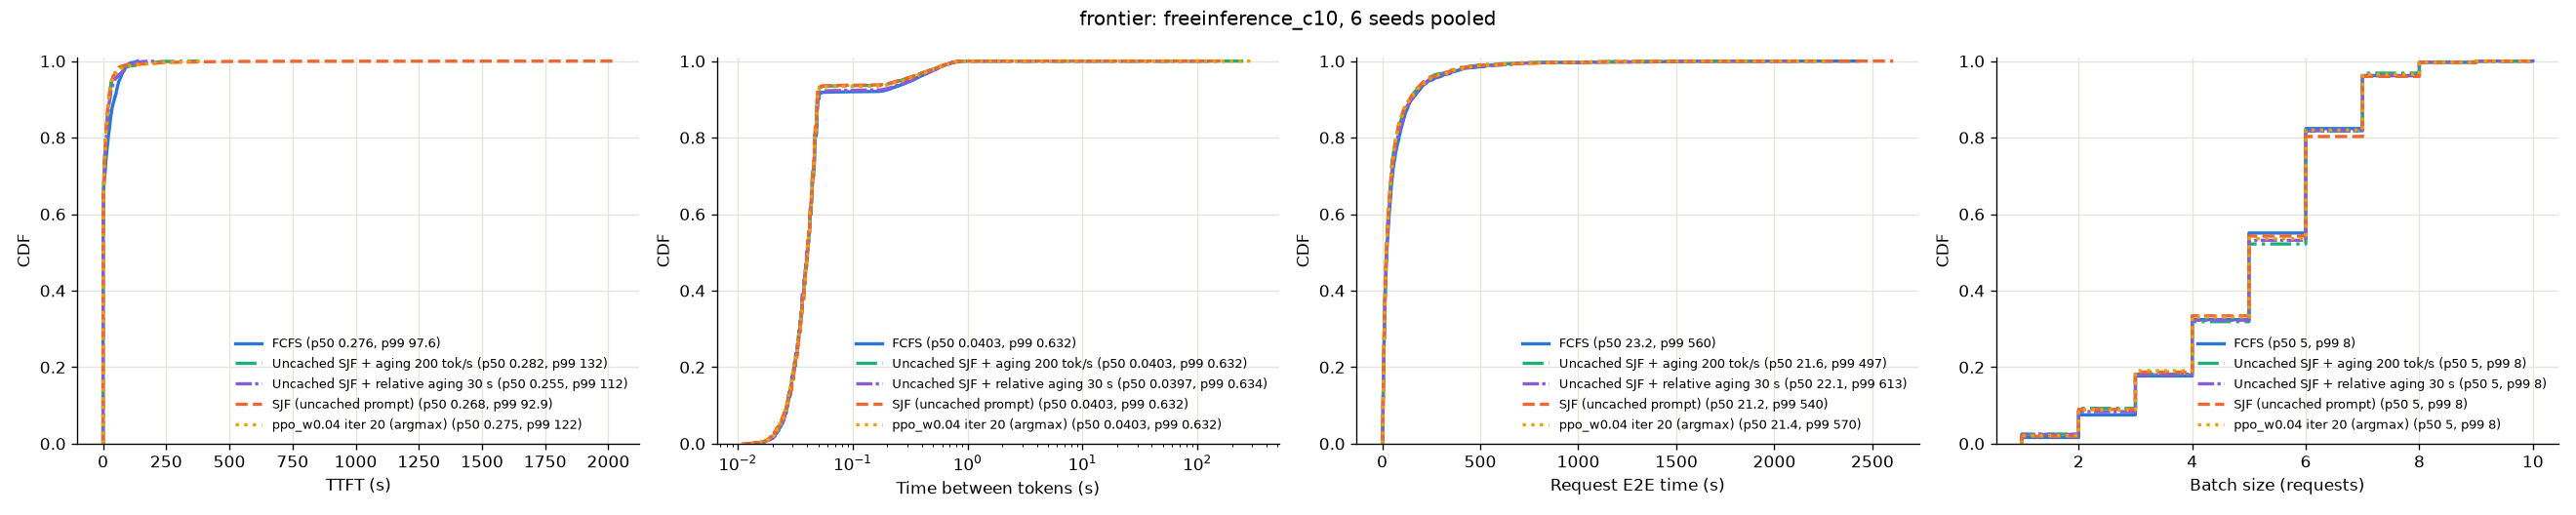 frontier: freeinference_c10, 6 seeds pooled
CDF
1.0
0.8
0.6
0.4
0.2
0.0
FCFS (p50 0.276, p99 97.6)
Uncached SJF + aging 200 tok/s (p50 0.282, p99 132)
Uncached SJF + relative aging 30 s (p50 0.255, p99 112)
SJF (uncached prompt) (p50 0.268, p99 92.9)
ppo_w0.04 iter 20 (argmax) (p50 0.275, p99 122)
0 250 500 750 1000 1250 1500 1750 2000
TTFT (s)
CDF
1.0
0.8
0.6
0.4
0.2
0.0
FCFS (p50 0.0403, p99 0.632)
Uncached SJF + aging 200 tok/s (p50 0.0403, p99 0.632)
Uncached SJF + relative aging 30 s (p50 0.0397, p99 0.634)
SJF (uncached prompt) (p50 0.0403, p99 0.632)
ppo_w0.04 iter 20 (argmax) (p50 0.0403, p99 0.632)
10⁻² 10⁻¹ 10⁰ 10¹ 10²
Time between tokens (s)
CDF
1.0
0.8
0.6
0.4
0.2
0.0
FCFS (p50 23.2, p99 560)
Uncached SJF + aging 200 tok/s (p50 21.6, p99 497)
Uncached SJF + relative aging 30 s (p50 22.1, p99 613)
SJF (uncached prompt) (p50 21.2, p99 540)
ppo_w0.04 iter 20 (argmax) (p50 21.4, p99 570)
0 500 1000 1500 2000 2500
Request E2E time (s)
CDF
1.0
0.8
0.6
0.4
0.2
0.0
FCFS (p50 5, p99 8)
Uncached SJF + aging 200 tok/s (p50 5, p99 8)
Uncached SJF + relative aging 30 s (p50 5, p99 8)
SJF (uncached prompt) (p50 5, p99 8)
ppo_w0.04 iter 20 (argmax) (p50 5, p99 8)
2 4 6 8 10
Batch size (requests)